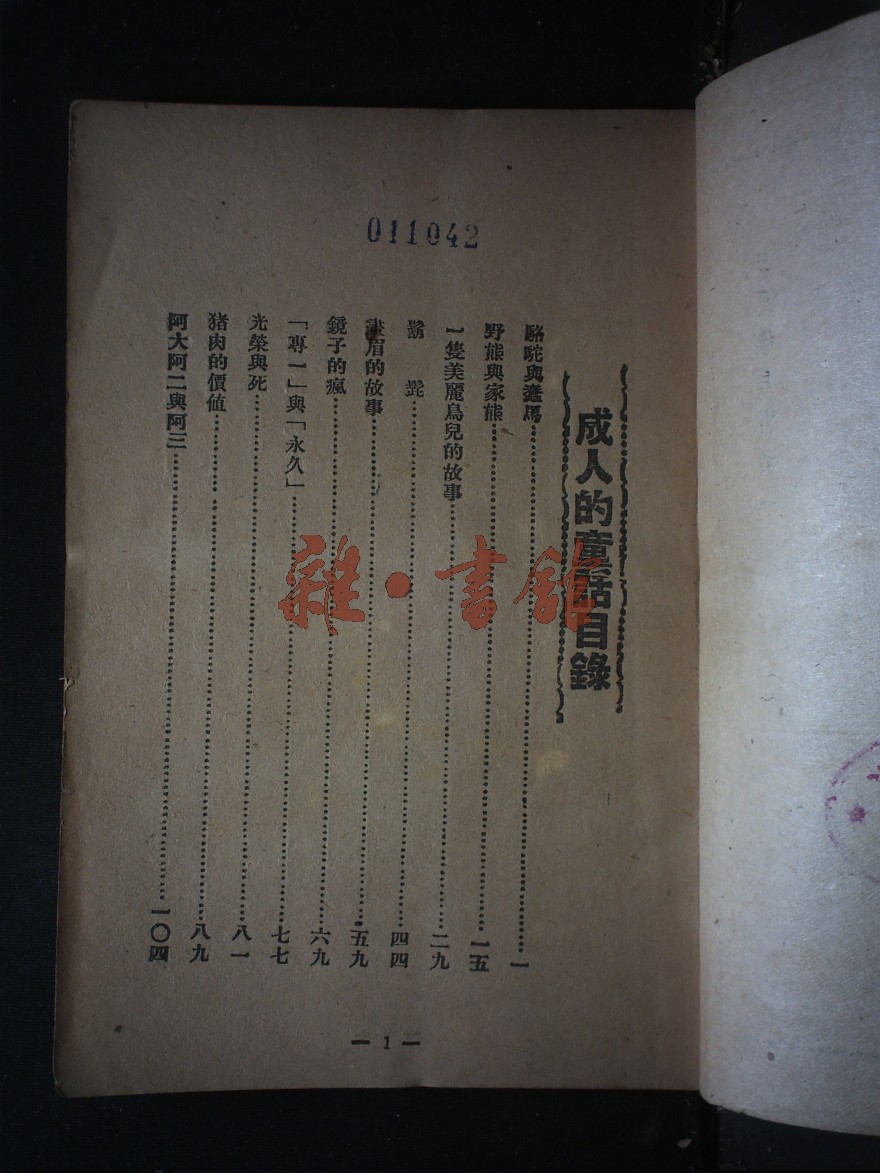 011042
成人的童話目錄
駱駝與蠢馬……一
野熊與家熊……一五
一隻美麗鳥兒的故事……二九
鬍髭……四四
畫眉的故事……五九
鏡子的瘋……六九
「專一」與「永久」……七七
光榮與死……八一
猪肉的價值……八九
阿大阿二與阿三……一〇四
— 1 —
雜·書館